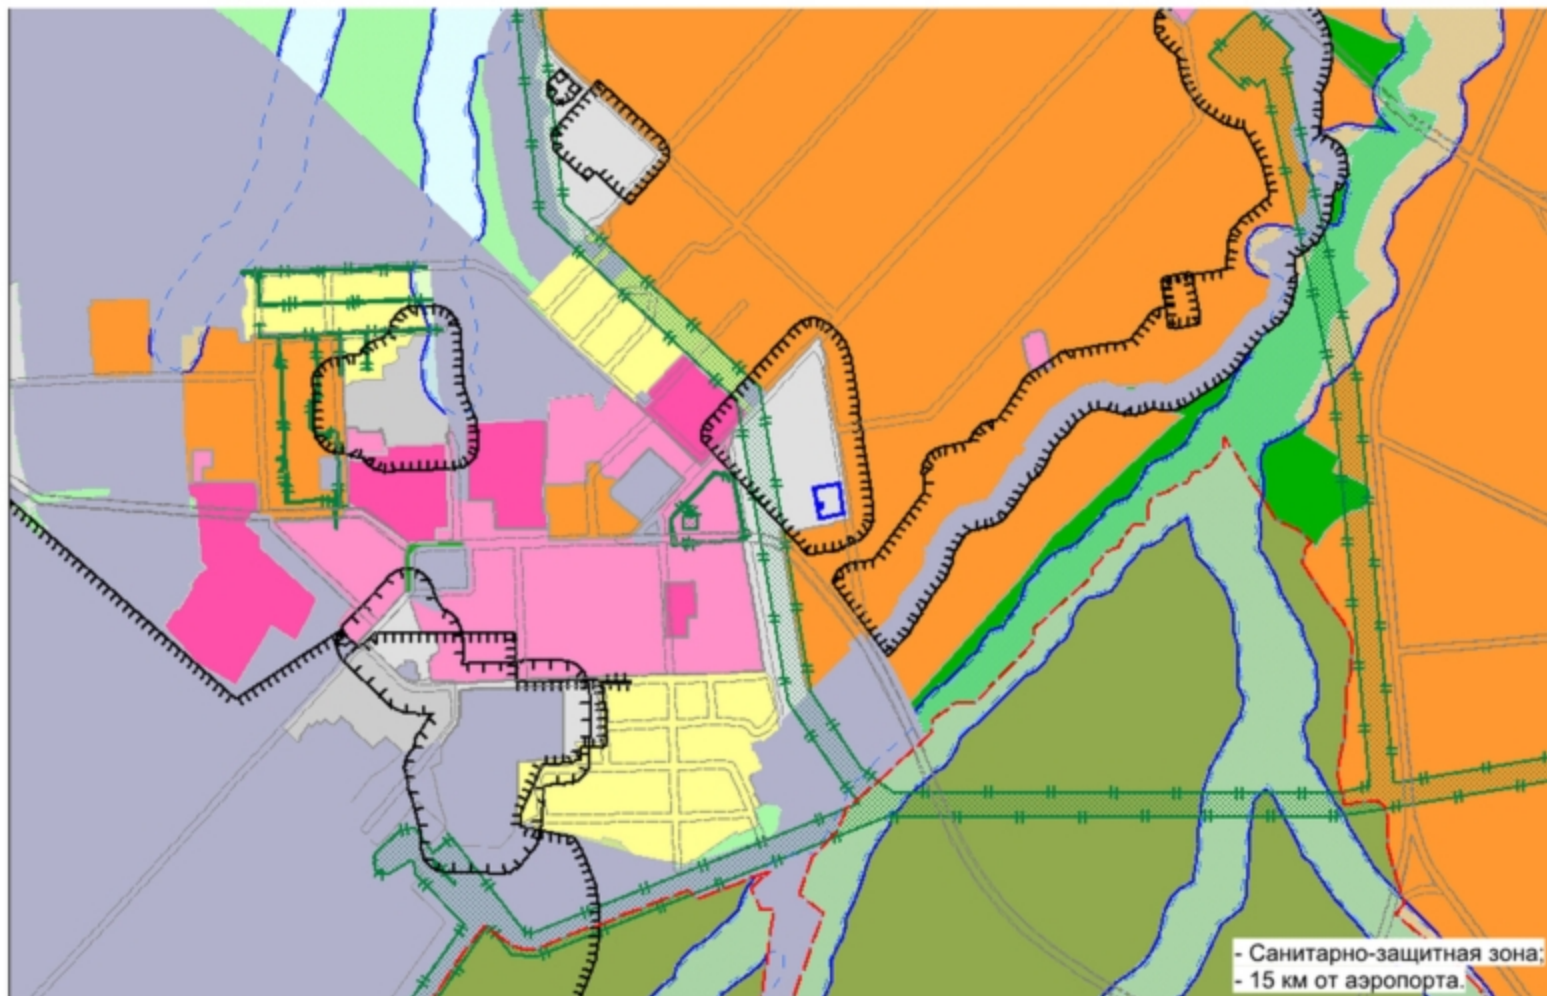 - Санитарно-защитная зона;
- 15 км от аэропорта.